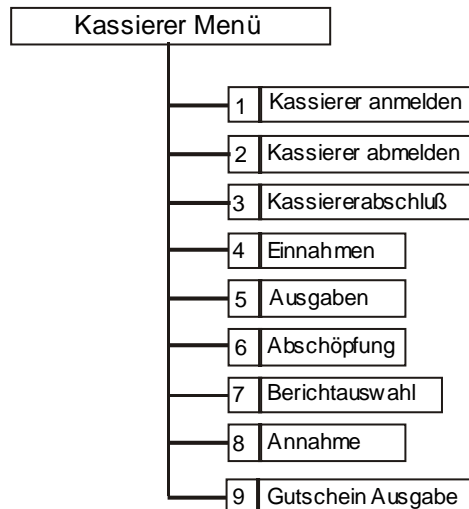 Kassierer Menü
1 Kassierer anmelden
2 Kassierer abmelden
3 Kassiererabschluß
4 Einnahmen
5 Ausgaben
6 Abschöpfung
7 Berichtauswahl
8 Annahme
9 Gutschein Ausgabe